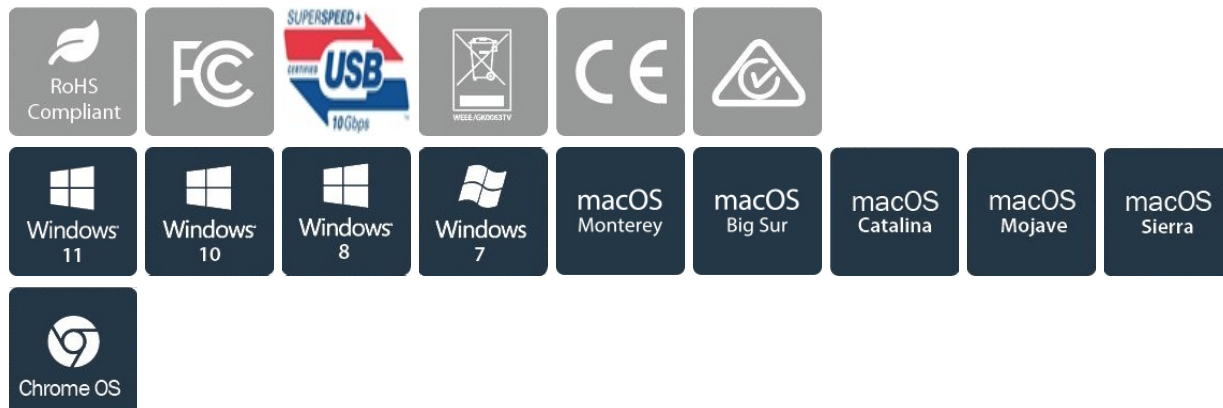 RoHS
Compliant
FC
SUPERSPEED+
CERTIFIED
USB
10Gbps
WEEE/GK0063TV
CE
Windows
11
Windows
10
Windows
8
Windows
7
macOS
Monterey
macOS
Big Sur
macOS
Catalina
macOS
Mojave
macOS
Sierra
Chrome OS